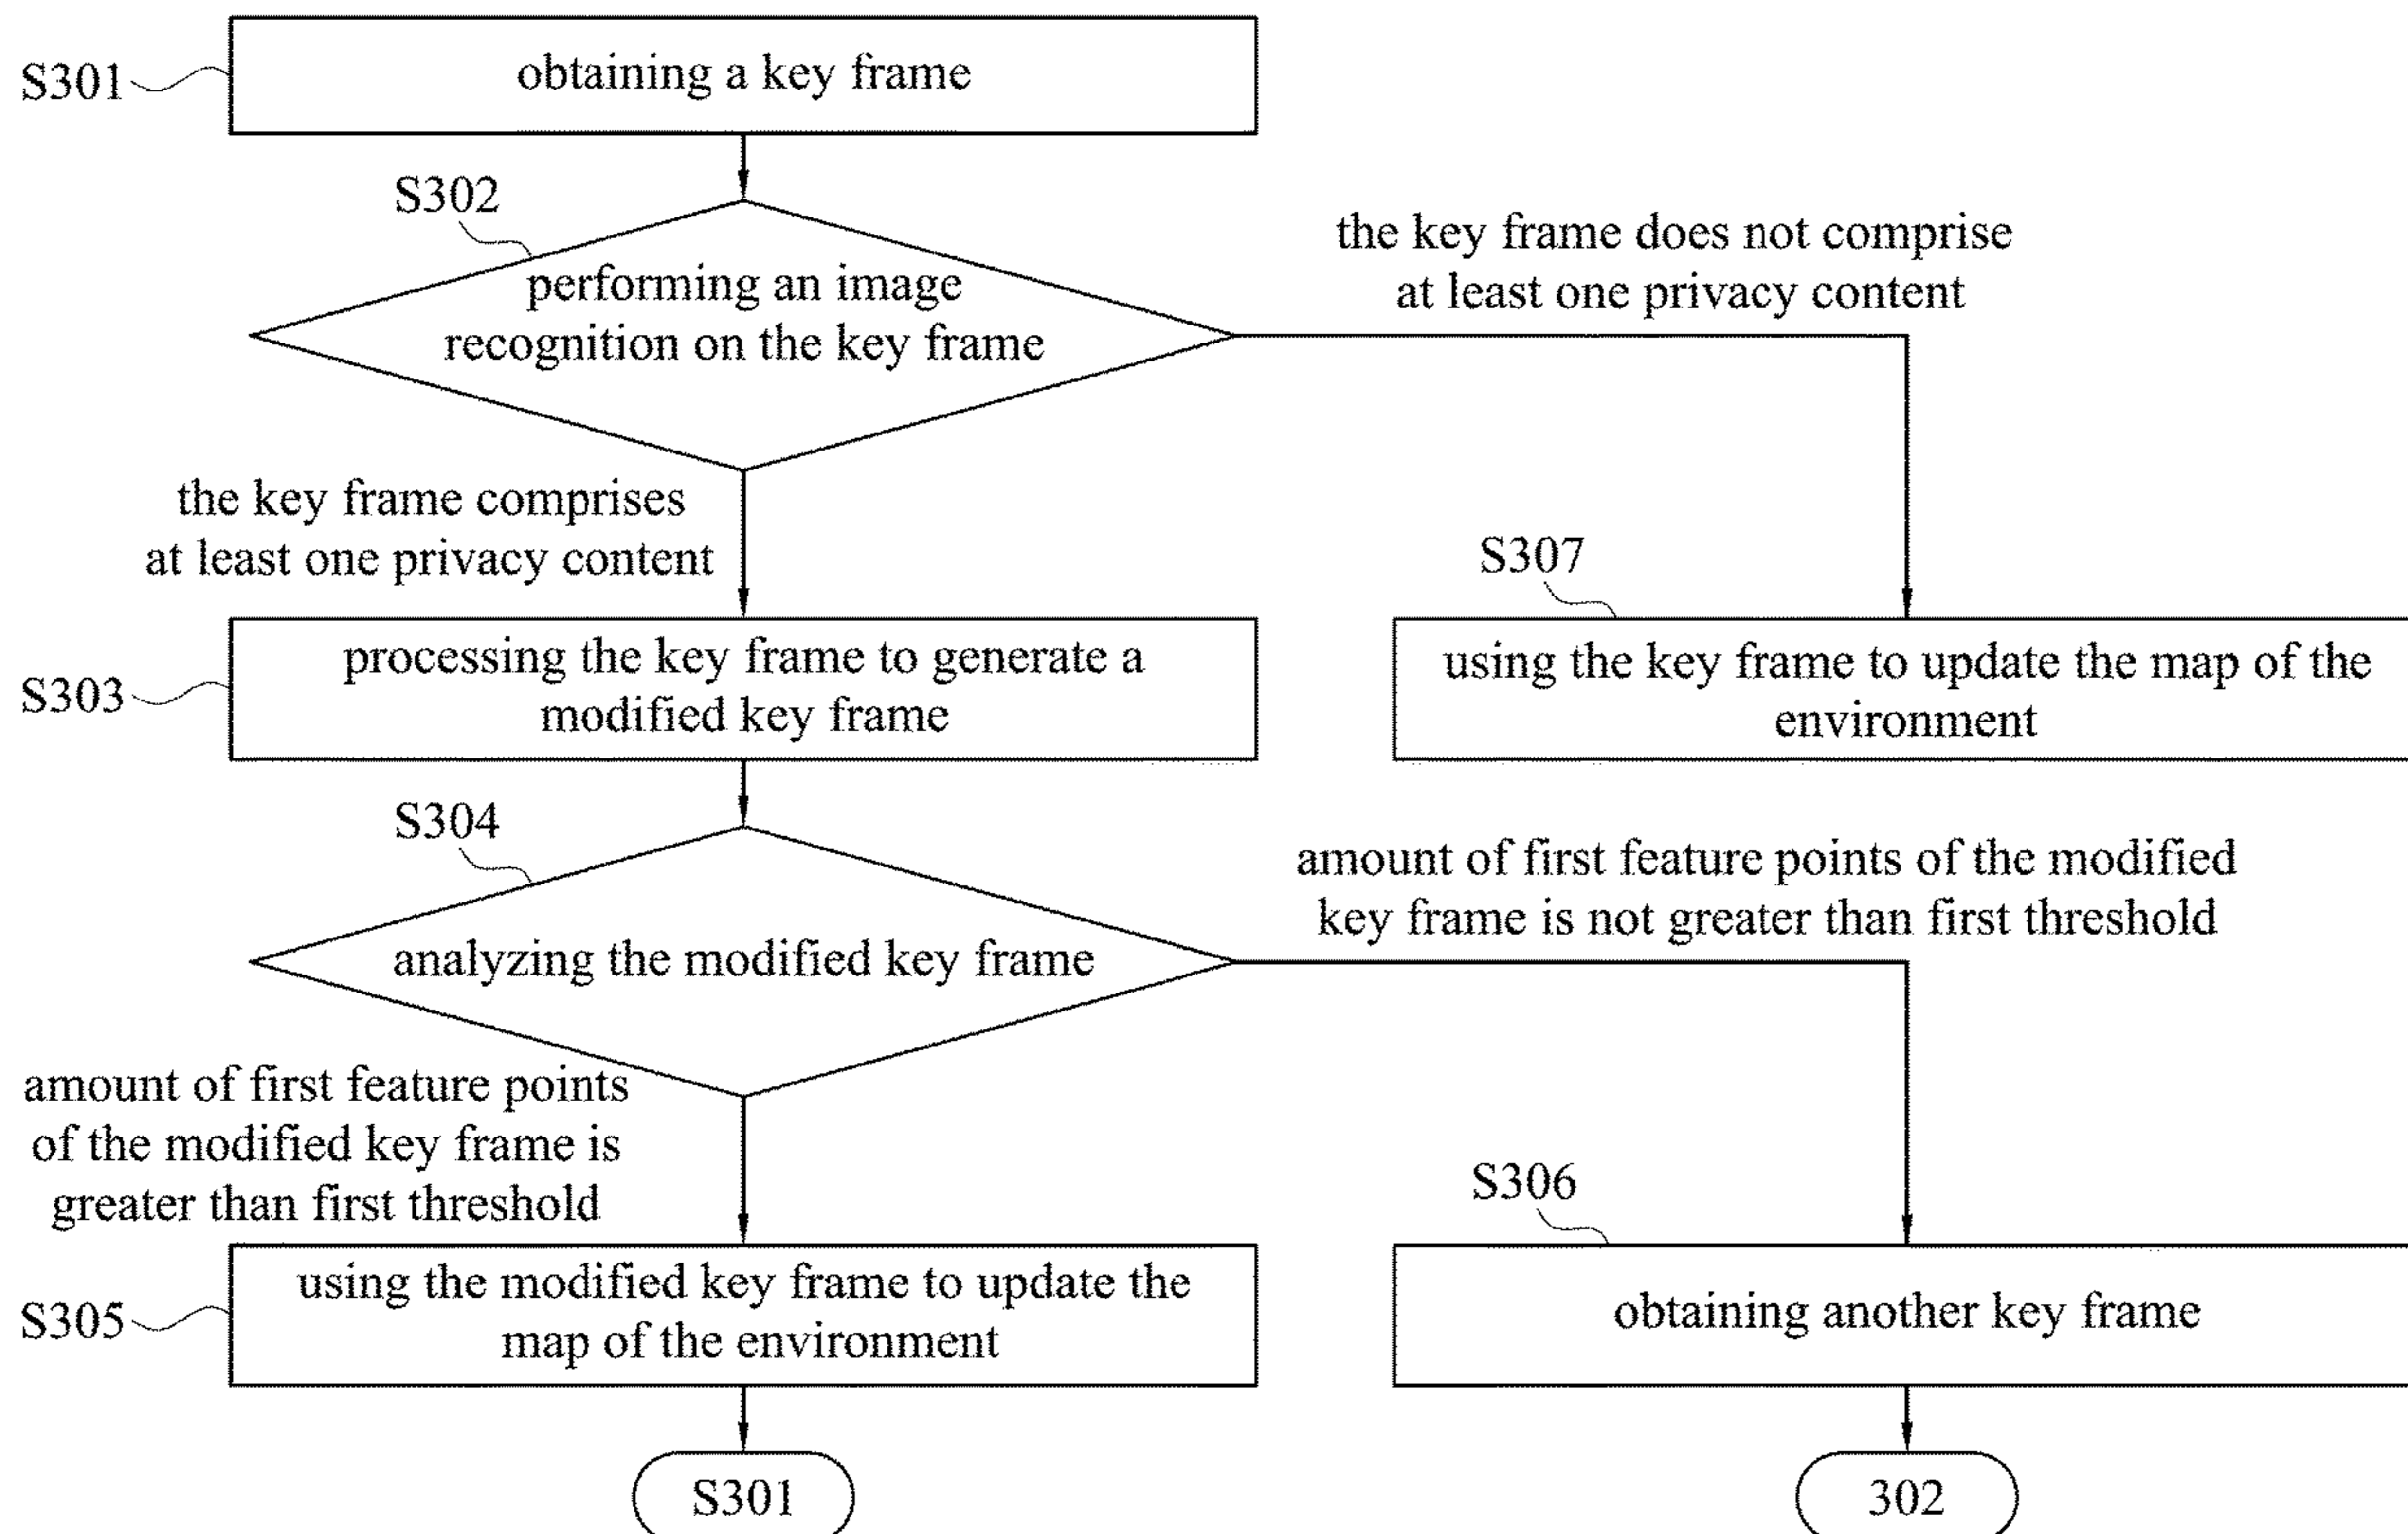 S301
obtaining a key frame
S302
performing an image
recognition on the key frame
the key frame does not comprise
at least one privacy content
the key frame comprises
at least one privacy content
S303
processing the key frame to generate a
modified key frame
S307
using the key frame to update the map of the
environment
S304
analyzing the modified key frame
amount of first feature points of the modified
key frame is not greater than first threshold
amount of first feature points
of the modified key frame is
greater than first threshold
S305
using the modified key frame to update the
map of the environment
S306
obtaining another key frame
S301
302